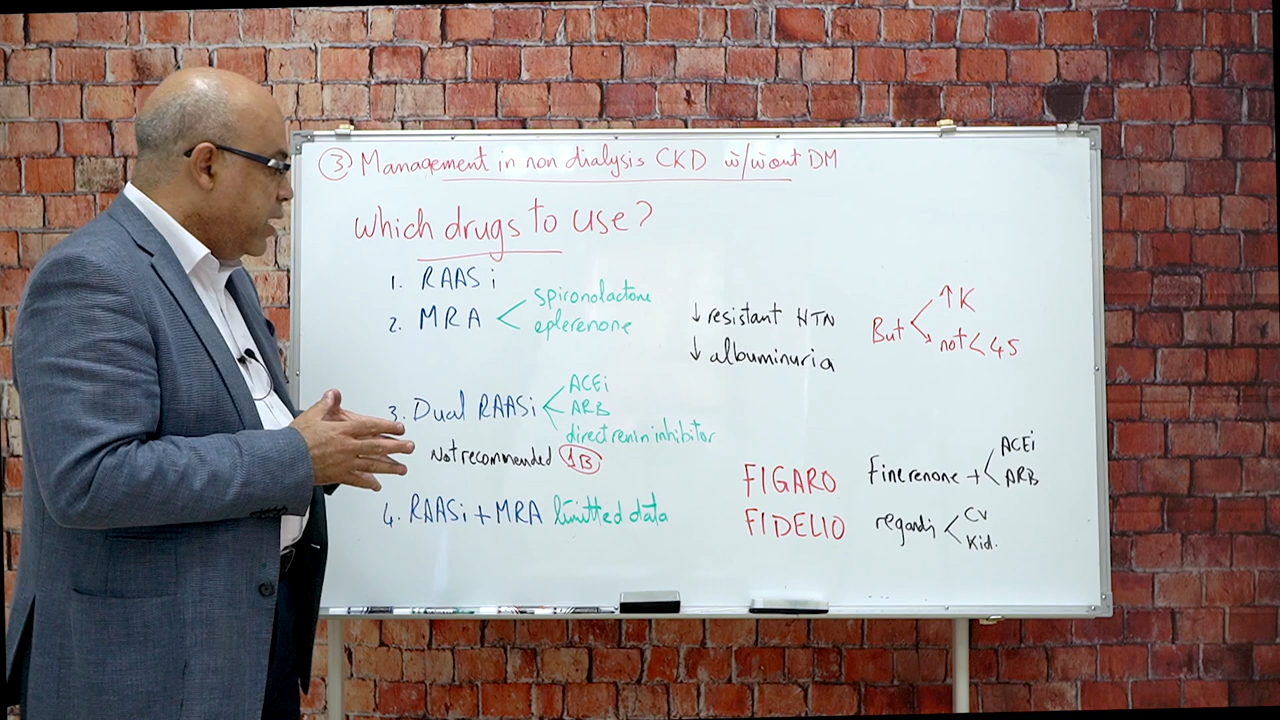 ③ Management in non dialysis CKD w̄/w̄out DM
Which drugs to use?
1. RAAS i
2. MRA < spironolactone
eplerenone
↓ resistant HTN
↓ albuminuria
But ↑ K
not < 45
3. Dual RAASi < ACEi
ARB
direct renin inhibitor
Not recommended 1B
4. RAASi + MRA limitted data
FIGARO
FIDELIO
Finerenone + < ACEi
ARB
regardi < CV
Kid.